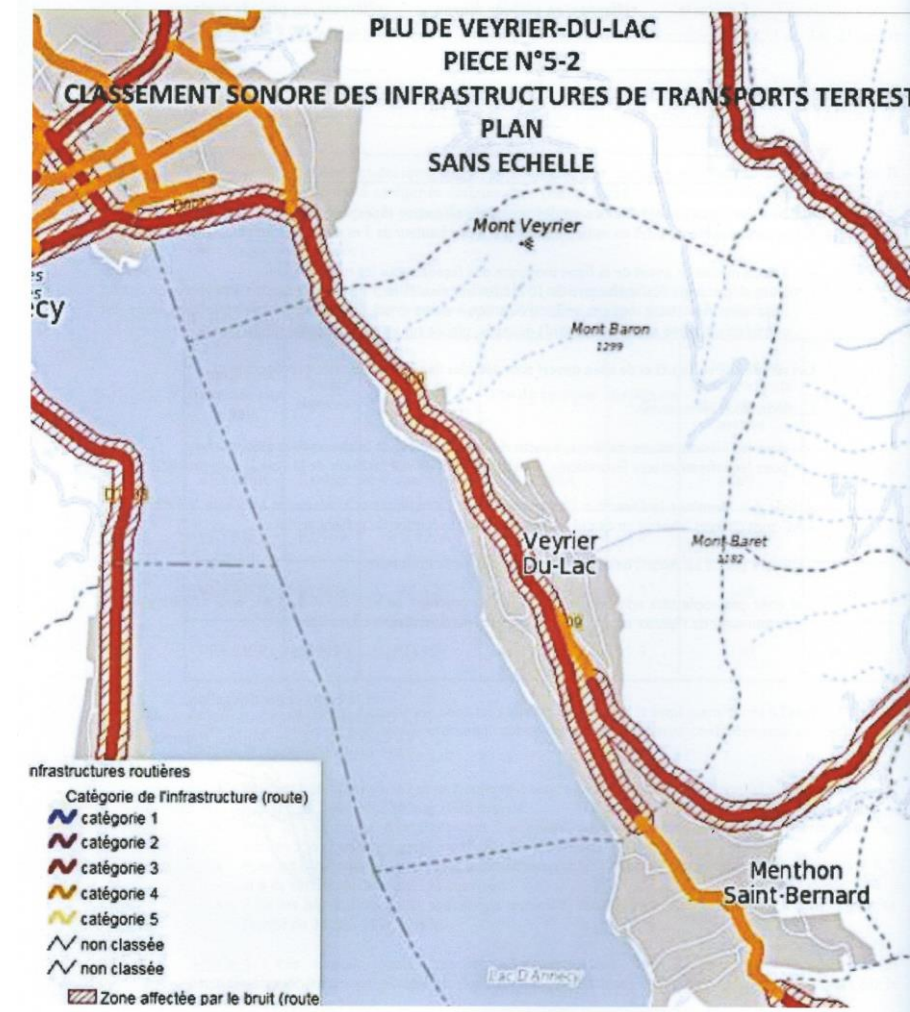 PLU DE VEYRIER-DU-LAC
PIECE N°5-2
CLASSEMENT SONORE DES INFRASTRUCTURES DE TRANSPORTS TERREST
PLAN
SANS ECHELLE
Mont Veyrier
Mont Baron
1299
ecy
Veyrier
Du-Lac
Mont Baret
1182
09
Menthon
Saint-Bernard
Lac D'Annecy
nfrastructures routières
Catégorie de l'infrastructure (route)
catégorie 1
catégorie 2
catégorie 3
catégorie 4
catégorie 5
non classée
non classée
Zone affectée par le bruit (route